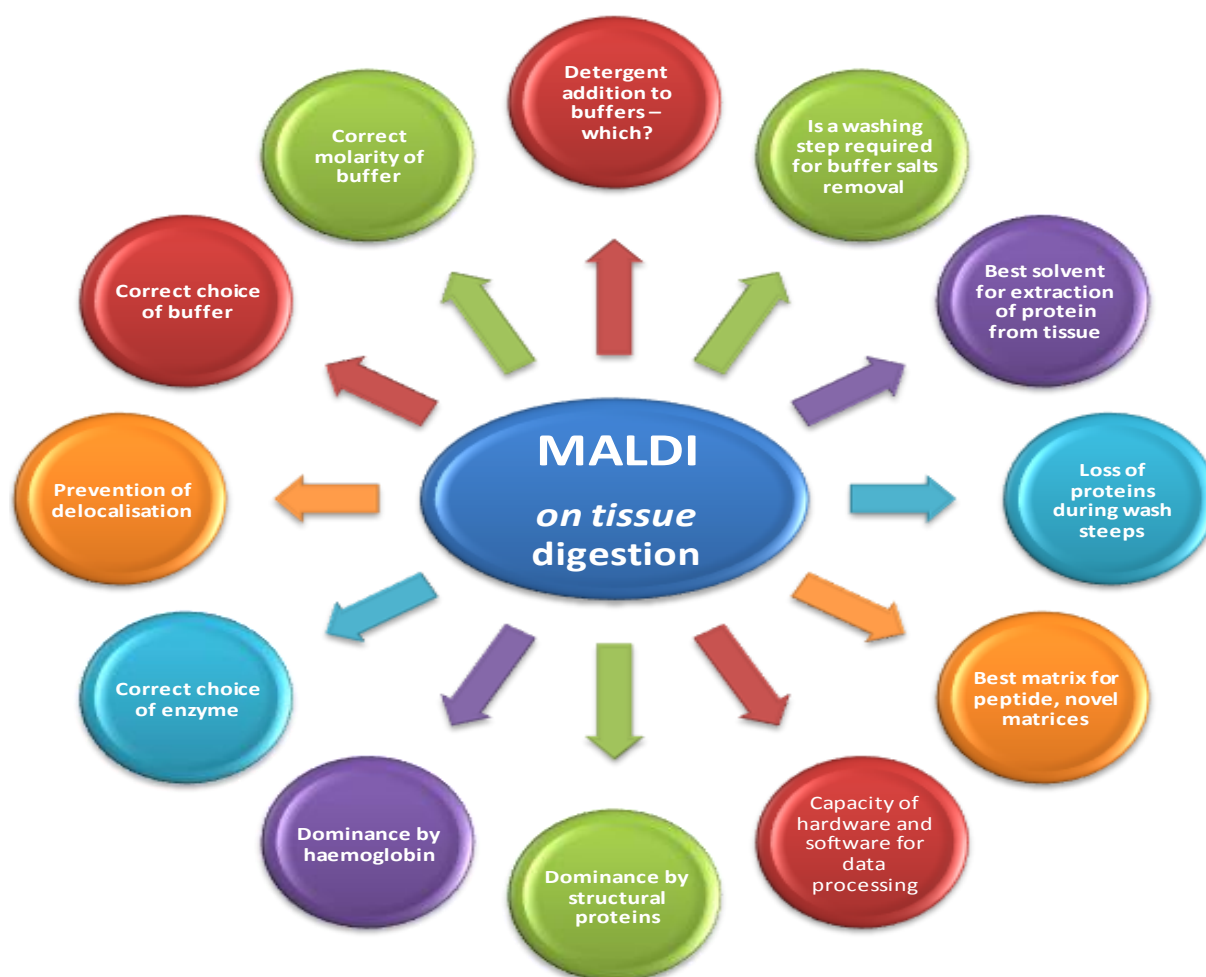 Detergent
addition to
buffers –
which?
Is a washing
step required
for buffer salts
removal
Best solvent
for extraction
of protein
from tissue
Loss of
proteins
during wash
steeps
Best matrix for
peptide, novel
matrices
Capacity of
hardware and
software for
data
processing
Dominance by
structural
proteins
Dominance by
haemoglobin
Correct choice
of enzyme
Prevention of
delocalisation
Correct choice
of buffer
Correct
molarity of
buffer
MALDI
on tissue
digestion